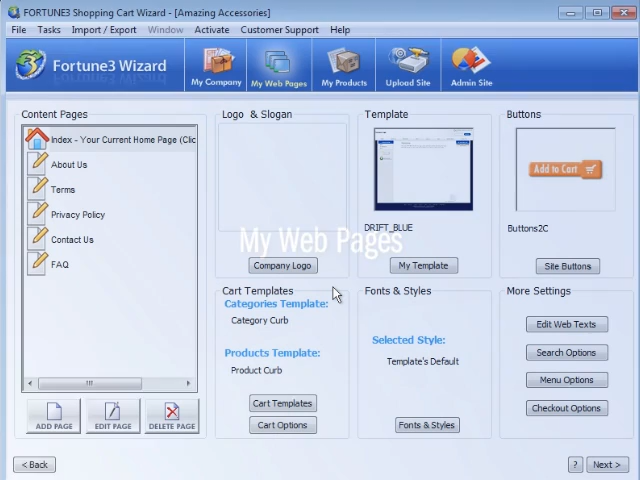 FORTUNE3 Shopping Cart Wizard - [Amazing Accessories]
File Tasks Import / Export Window Activate Customer Support Help
Fortune3 Wizard
My Company My Web Pages My Products Upload Site Admin Site
Content Pages
Index - Your Current Home Page (Clic
About Us
Terms
Privacy Policy
Contact Us
FAQ
ADD PAGE EDIT PAGE DELETE PAGE
Logo & Slogan
Company Logo
Template
DRIFT_BLUE
My Template
Buttons
Add to Cart
Buttons2C
Site Buttons
My Web Pages
Cart Templates
Categories Template:
Category Curb
Products Template:
Product Curb
Cart Templates
Cart Options
Fonts & Styles
Selected Style:
Template's Default
Fonts & Styles
More Settings
Edit Web Texts
Search Options
Menu Options
Checkout Options
< Back ? Next >